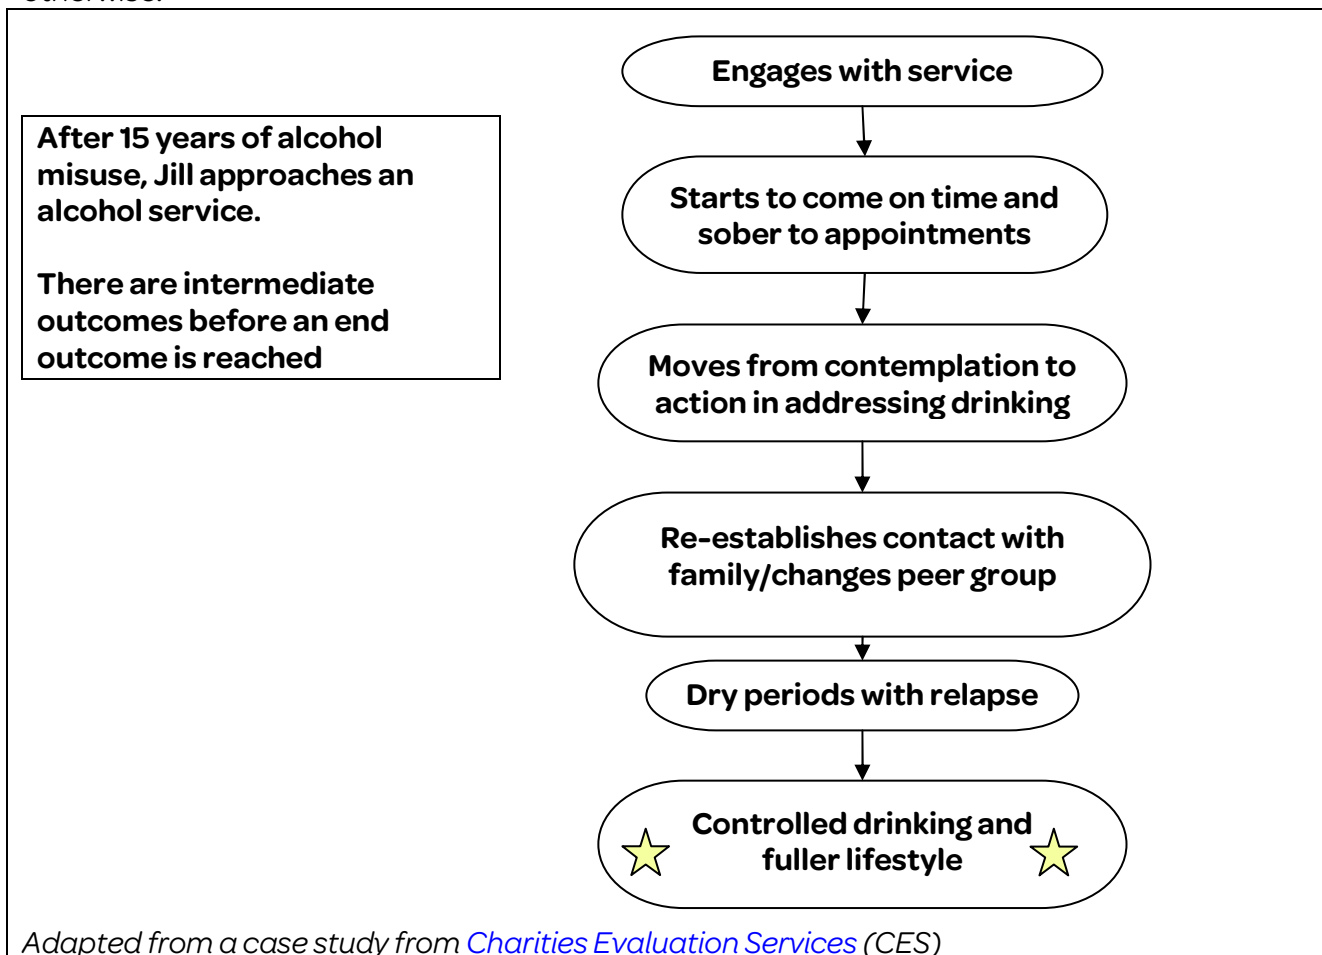 otherwise.
Engages with service
After 15 years of alcohol
misuse, Jill approaches an
alcohol service.
There are intermediate
outcomes before an end
outcome is reached
Starts to come on time and
sober to appointments
Moves from contemplation to
action in addressing drinking
Re-establishes contact with
family/changes peer group
Dry periods with relapse
Controlled drinking and
fuller lifestyle
Adapted from a case study from Charities Evaluation Services (CES)